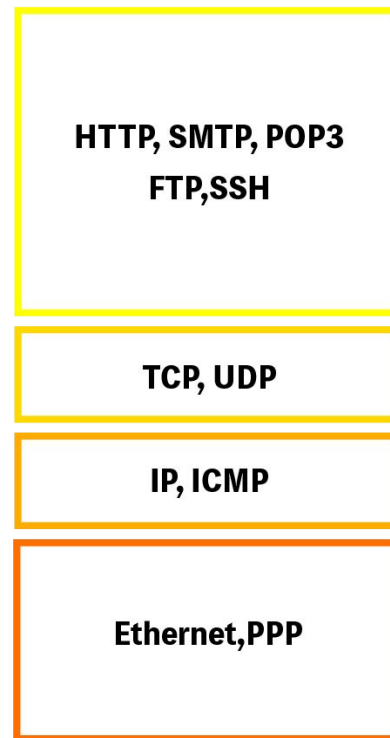 HTTP, SMTP, POP3
FTP,SSH
TCP, UDP
IP, ICMP
Ethernet,PPP